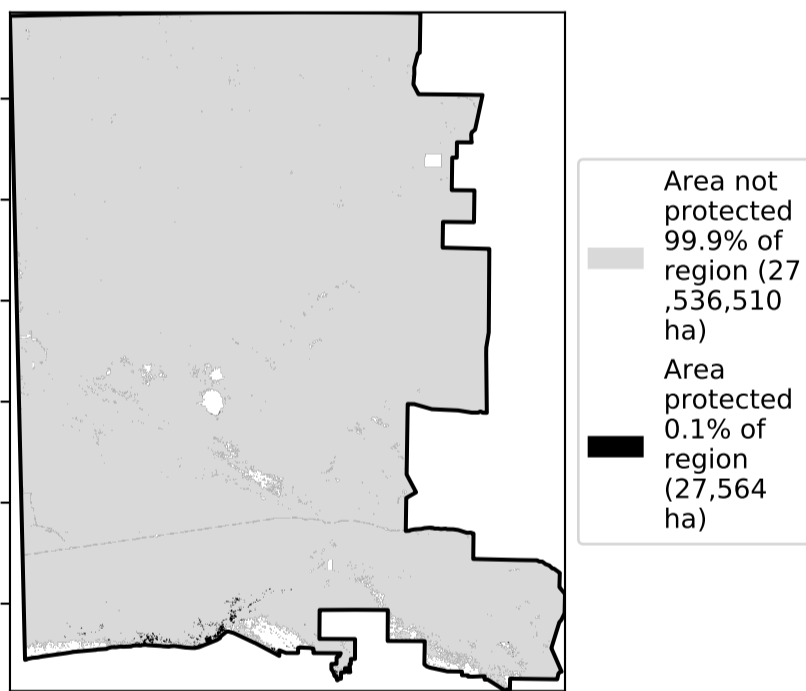 Area not
protected
99.9% of
region (27
,536,510
ha)
Area
protected
0.1% of
region
(27,564
ha)